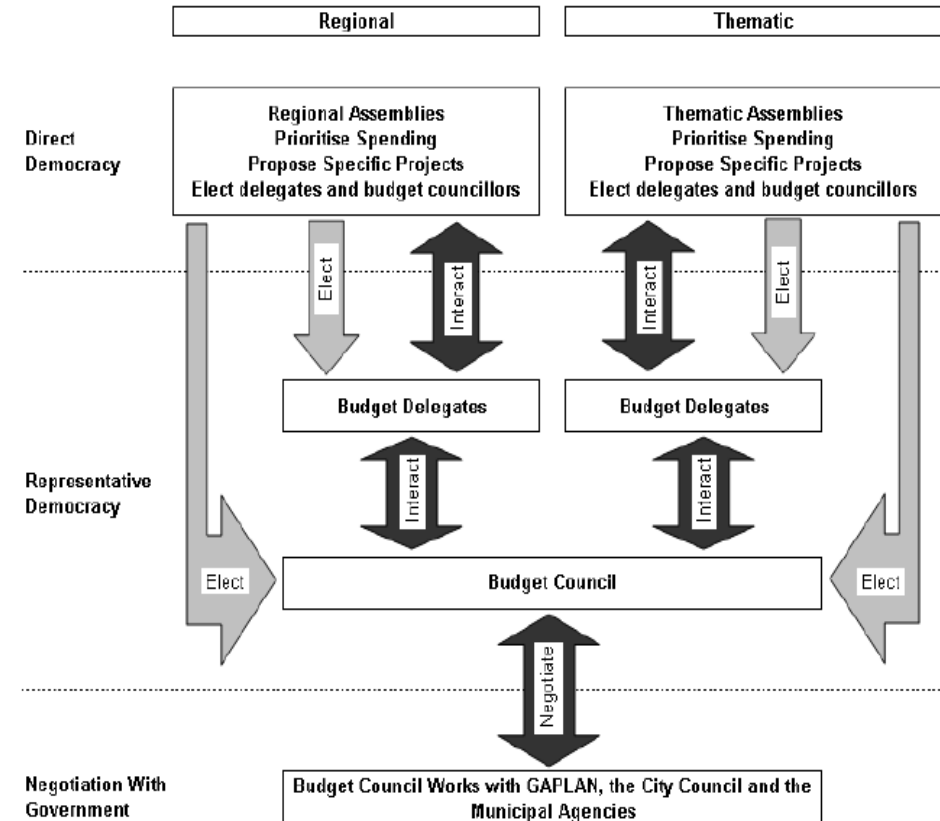 Regional
Thematic
Direct
Democracy
Regional Assemblies
Prioritise Spending
Propose Specific Projects
Elect delegates and budget councillors
Thematic Assemblies
Prioritise Spending
Propose Specific Projects
Elect delegates and budget councillors
Elect
Interact
Interact
Elect
Budget Delegates
Budget Delegates
Representative
Democracy
Interact
Interact
Elect
Budget Council
Elect
Negotiate
Negotiation With
Government
Budget Council Works with GAPLAN, the City Council and the
Municipal Agencies